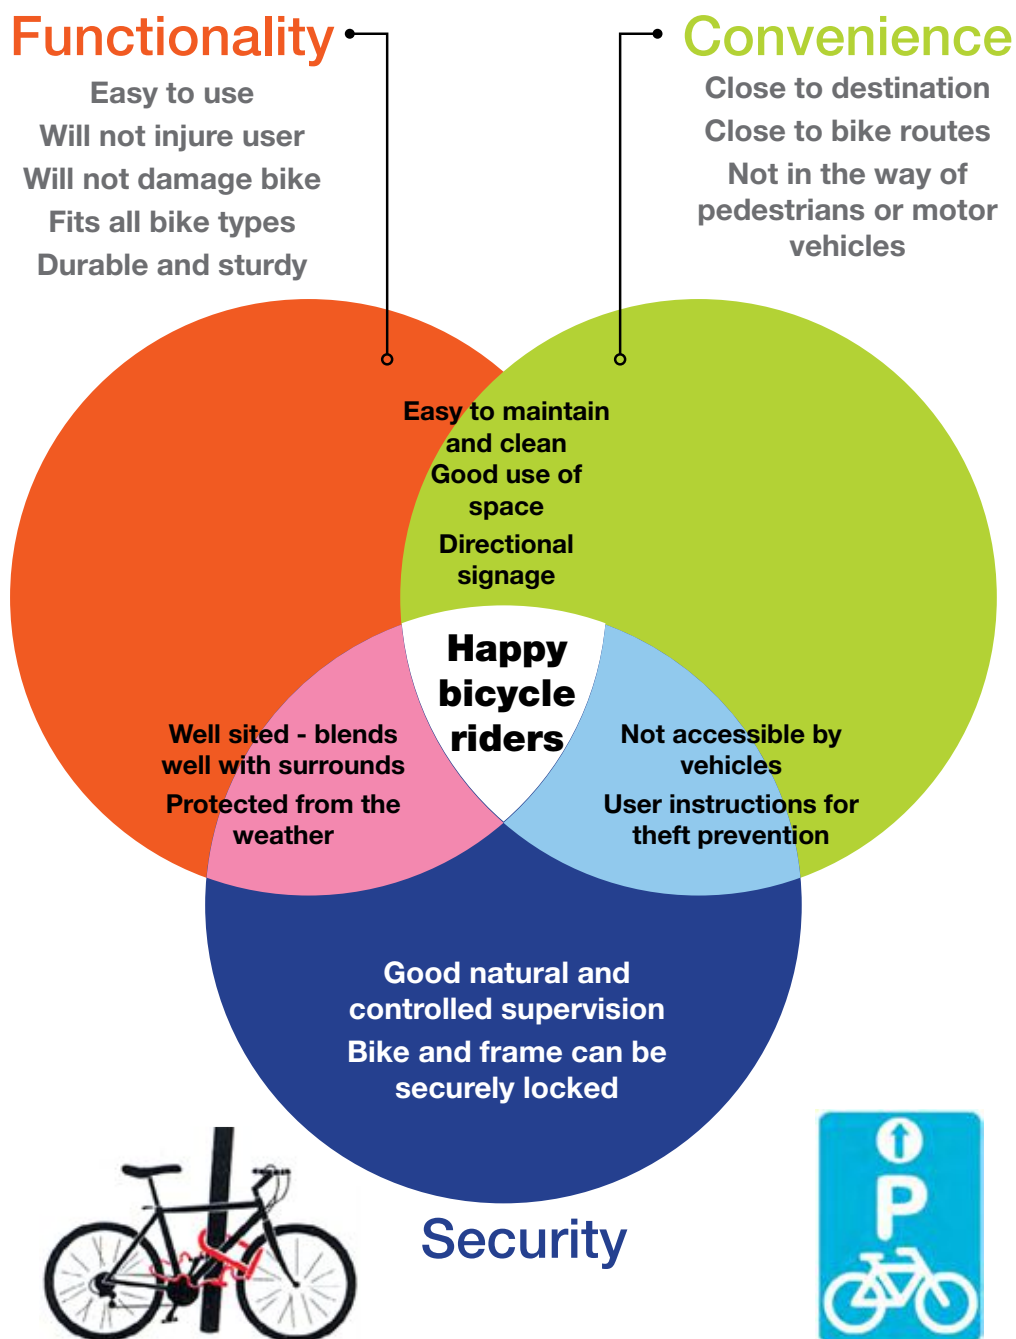 Functionality
Easy to use
Will not injure user
Will not damage bike
Fits all bike types
Durable and sturdy
Convenience
Close to destination
Close to bike routes
Not in the way of
pedestrians or motor
vehicles
Easy to maintain
and clean
Good use of
space
Directional
signage
Happy
bicycle
riders
Well sited - blends
well with surrounds
Protected from the
weather
Not accessible by
vehicles
User instructions for
theft prevention
Good natural and
controlled supervision
Bike and frame can be
securely locked
Security
P